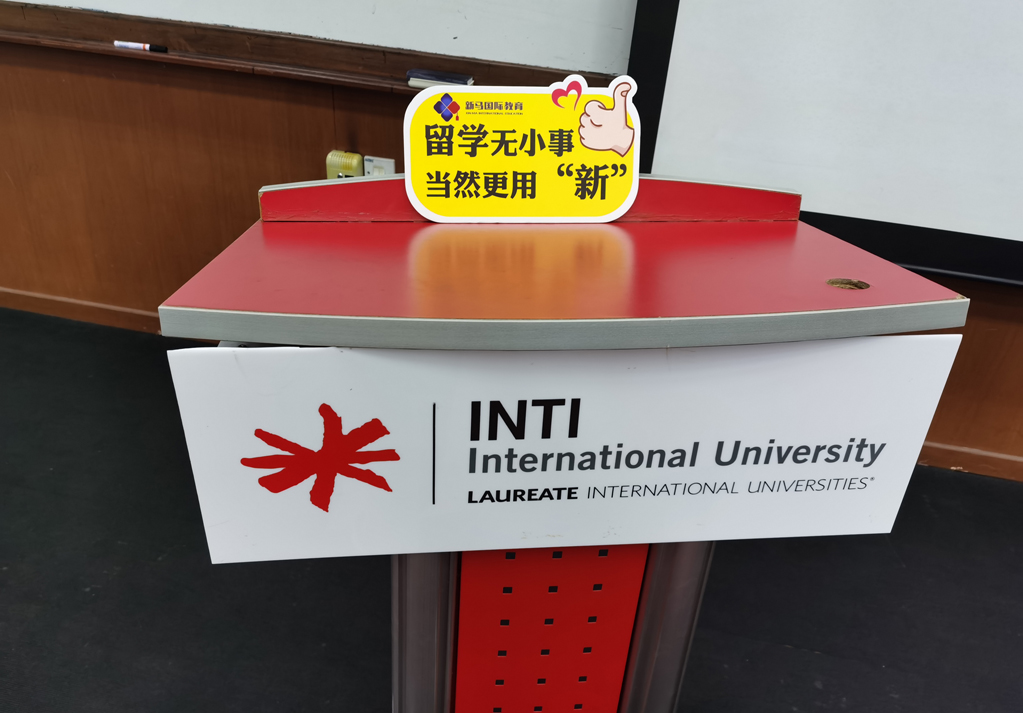 新马国际教育
留学无小事
当然更用“新”
INTI
International University
LAUREATE INTERNATIONAL UNIVERSITIES®